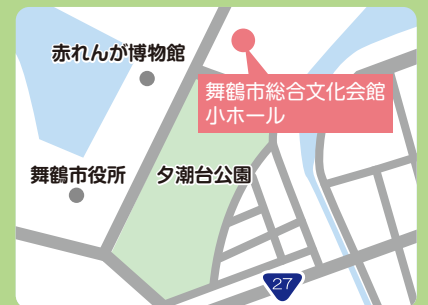 赤れんが博物館
舞鶴市総合文化会館
小ホール
舞鶴市役所
夕潮台公園
27